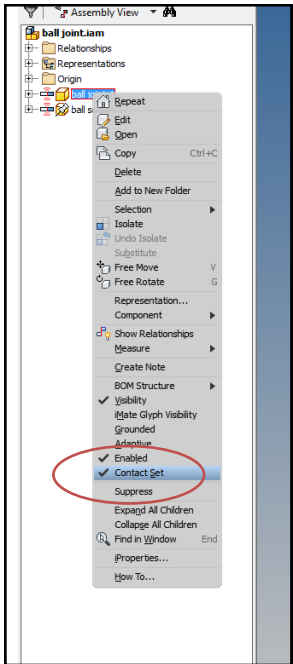 Assembly View
ball joint.iam
Relationships
Representations
Origin
ball joint:1
ball s
Repeat
Edit
Open
Copy Ctrl+C
Delete
Add to New Folder
Selection
Isolate
Undo Isolate
Substitute
Free Move V
Free Rotate G
Representation...
Component
Show Relationships
Measure
Create Note
BOM Structure
Visibility
iMate Glyph Visibility
Grounded
Adaptive
Enabled
Contact Set
Suppress
Expand All Children
Collapse All Children
Find in Window End
iProperties...
How To...